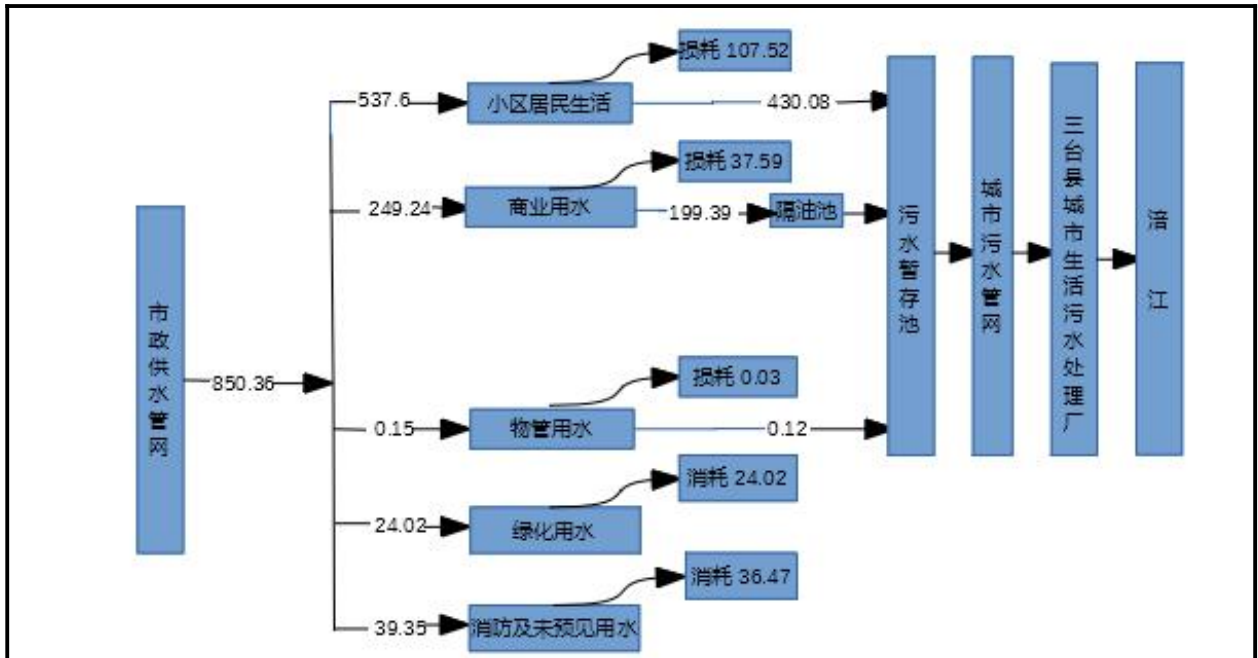 损耗 107.52
537.6
小区居民生活
430.08
损耗 37.59
249.24
商业用水
199.39
隔油池
市政供水管网
850.36
损耗 0.03
0.15
物管用水
0.12
消耗 24.02
24.02
绿化用水
消耗 36.47
39.35
消防及未预见用水
污水暂存池
城市污水管网
三台县城市生活污水处理厂
涪江